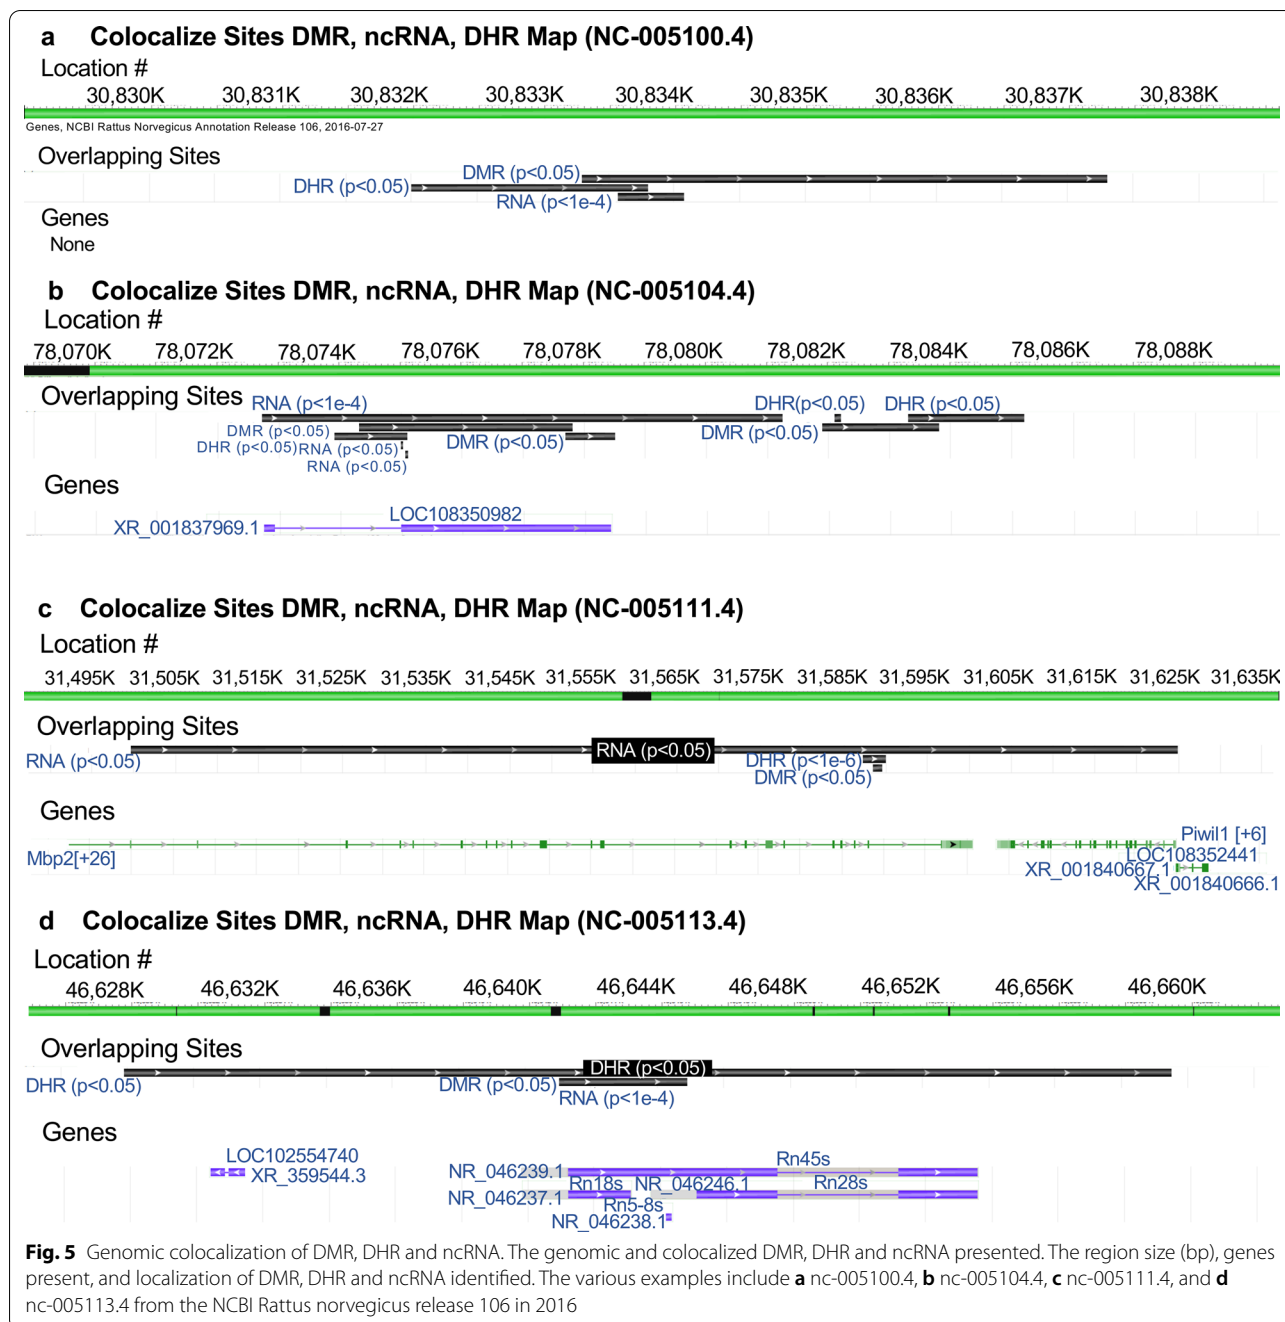 a Colocalize Sites DMR, ncRNA, DHR Map (NC-005100.4)
Location #
30,830K 30,831K 30,832K 30,833K 30,834K 30,835K 30,836K 30,837K 30,838K
Genes, NCBI Rattus Norvegicus Annotation Release 106, 2016-07-27
Overlapping Sites
DMR (p<0.05)
DHR (p<0.05)
RNA (p<1e-4)
Genes
None
b Colocalize Sites DMR, ncRNA, DHR Map (NC-005104.4)
Location #
78,070K 78,072K 78,074K 78,076K 78,078K 78,080K 78,082K 78,084K 78,086K 78,088K
Overlapping Sites
RNA (p<1e-4) DHR(p<0.05) DHR (p<0.05)
DMR (p<0.05) DMR (p<0.05) DMR (p<0.05)
DHR (p<0.05) RNA (p<0.05)
RNA (p<0.05)
Genes
LOC108350982
XR_001837969.1
c Colocalize Sites DMR, ncRNA, DHR Map (NC-005111.4)
Location #
31,495K 31,505K 31,515K 31,525K 31,535K 31,545K 31,555K 31,565K 31,575K 31,585K 31,595K 31,605K 31,615K 31,625K 31,635K
Overlapping Sites
RNA (p<0.05)
RNA (p<0.05) DHR (p<1e-6)
DMR (p<0.05)
Genes
Piwil1 [+6]
Mbp2[+26] LOC108352441
XR_001840667.1
XR_001840666.1
d Colocalize Sites DMR, ncRNA, DHR Map (NC-005113.4)
Location #
46,628K 46,632K 46,636K 46,640K 46,644K 46,648K 46,652K 46,656K 46,660K
Overlapping Sites
DHR (p<0.05)
DHR (p<0.05) DMR (p<0.05)
RNA (p<1e-4)
Genes
LOC102554740 Rn45s
XR_359544.3 NR_046239.1
Rn18s NR_046246.1 Rn28s
NR_046237.1
Rn5-8s
NR_046238.1
Fig. 5 Genomic colocalization of DMR, DHR and ncRNA. The genomic and colocalized DMR, DHR and ncRNA presented. The region size (bp), genes
present, and localization of DMR, DHR and ncRNA identified. The various examples include a nc-005100.4, b nc-005104.4, c nc-005111.4, and d
nc-005113.4 from the NCBI Rattus norvegicus release 106 in 2016